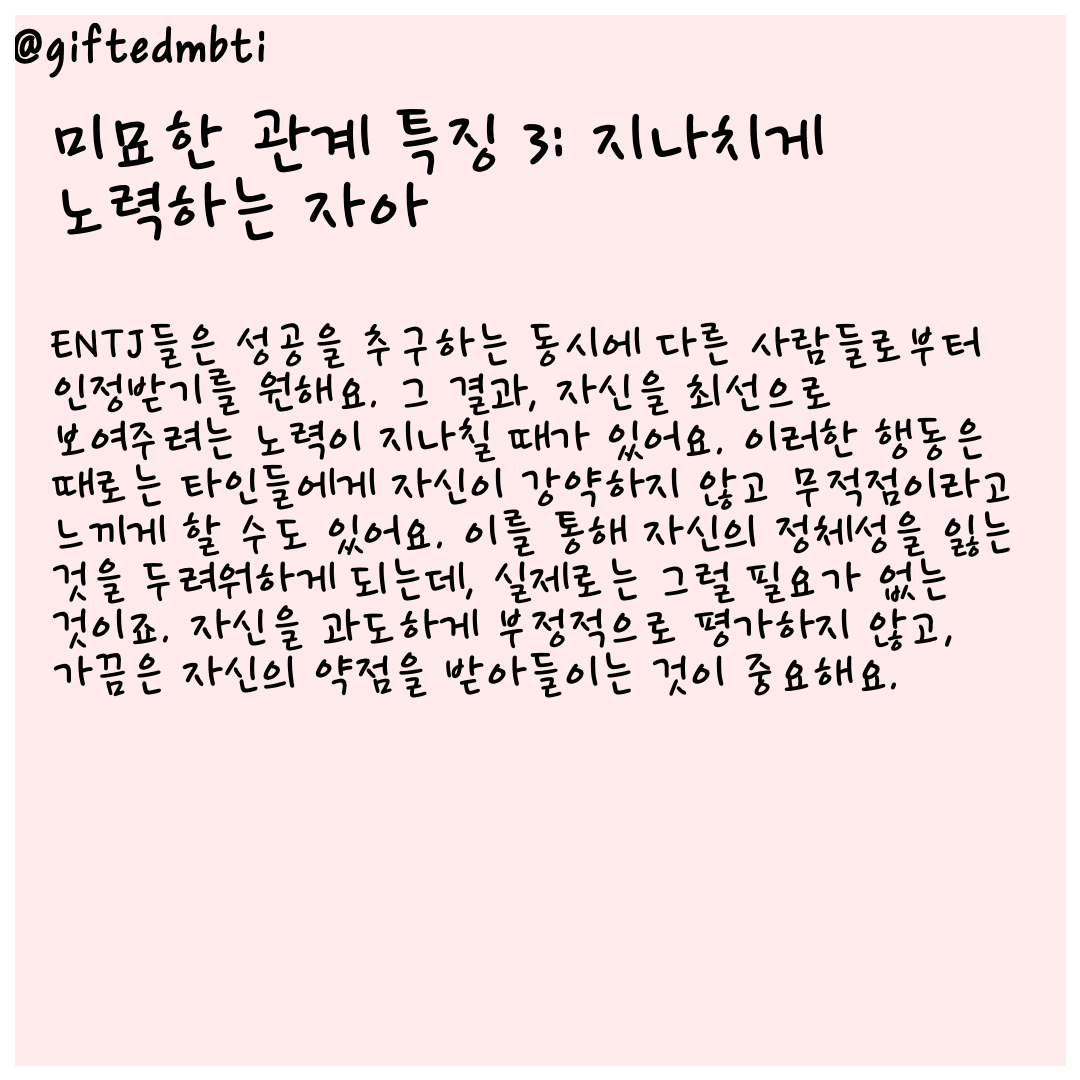 @giftedmbti
미묘한 관계 특징 3: 지나치게
노력하는 자아
ENTJ들은 성공을 추구하는 동시에 다른 사람들로부터
인정받기를 원해요. 그 결과, 자신을 최선으로
보여주려는 노력이 지나칠 때가 있어요. 이러한 행동은
때로는 타인들에게 자신이 강약하지 않고 무적점이라고
느끼게 할 수도 있어요. 이를 통해 자신의 정체성을 잃는
것을 두려워하게 되는데, 실제로는 그럴 필요가 없는
것이죠. 자신을 과도하게 부정적으로 평가하지 않고,
가끔은 자신의 약점을 받아들이는 것이 중요해요.